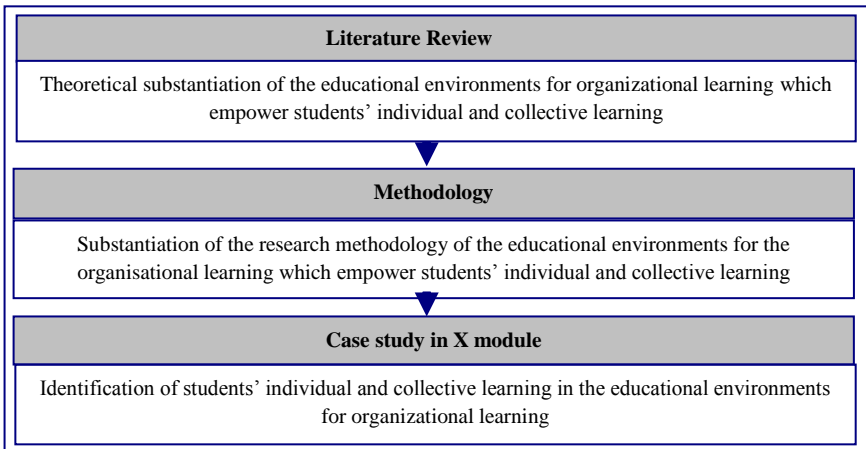 Literature Review
Theoretical substantiation of the educational environments for organizational learning which
empower students’ individual and collective learning
Methodology
Substantiation of the research methodology of the educational environments for the
organisational learning which empower students’ individual and collective learning
Case study in X module
Identification of students’ individual and collective learning in the educational environments
for organizational learning